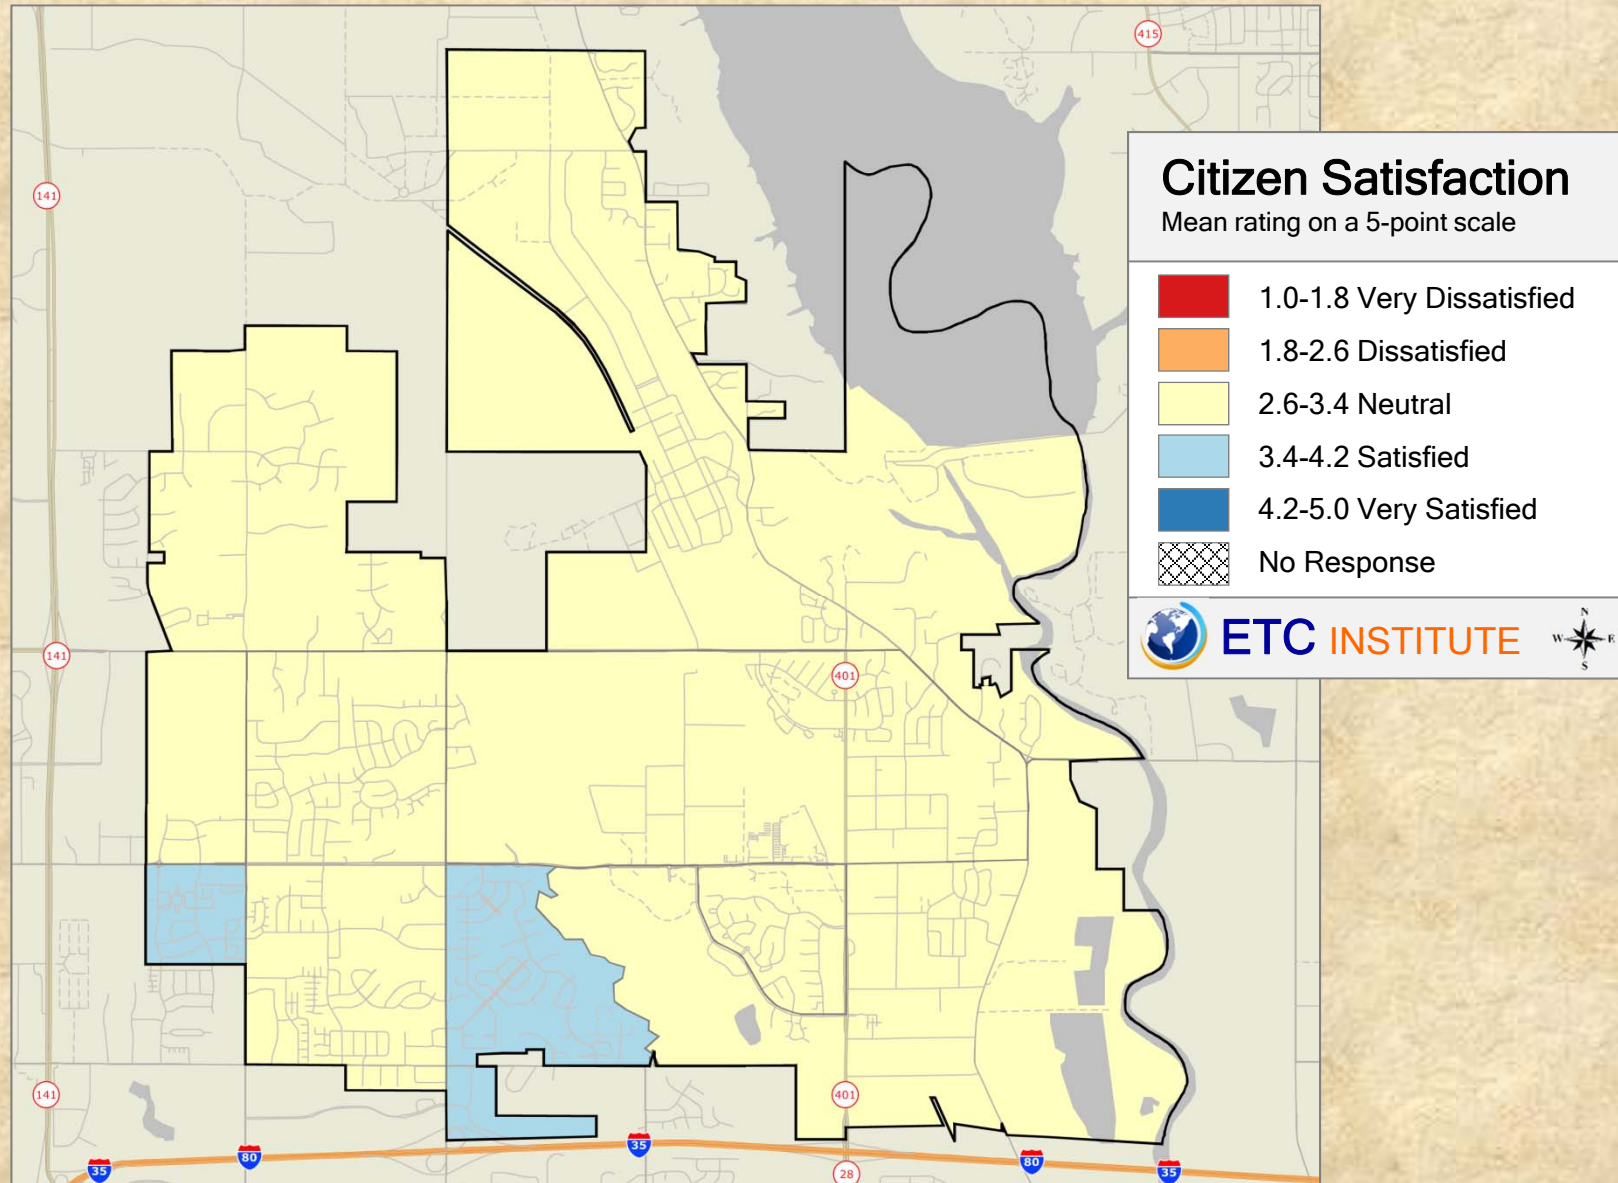 415
141
Citizen Satisfaction
Mean rating on a 5-point scale
1.0-1.8 Very Dissatisfied
1.8-2.6 Dissatisfied
2.6-3.4 Neutral
3.4-4.2 Satisfied
4.2-5.0 Very Satisfied
No Response
ETC INSTITUTE
N
W E
S
141
401
141
401
35
80
35
80
35
28